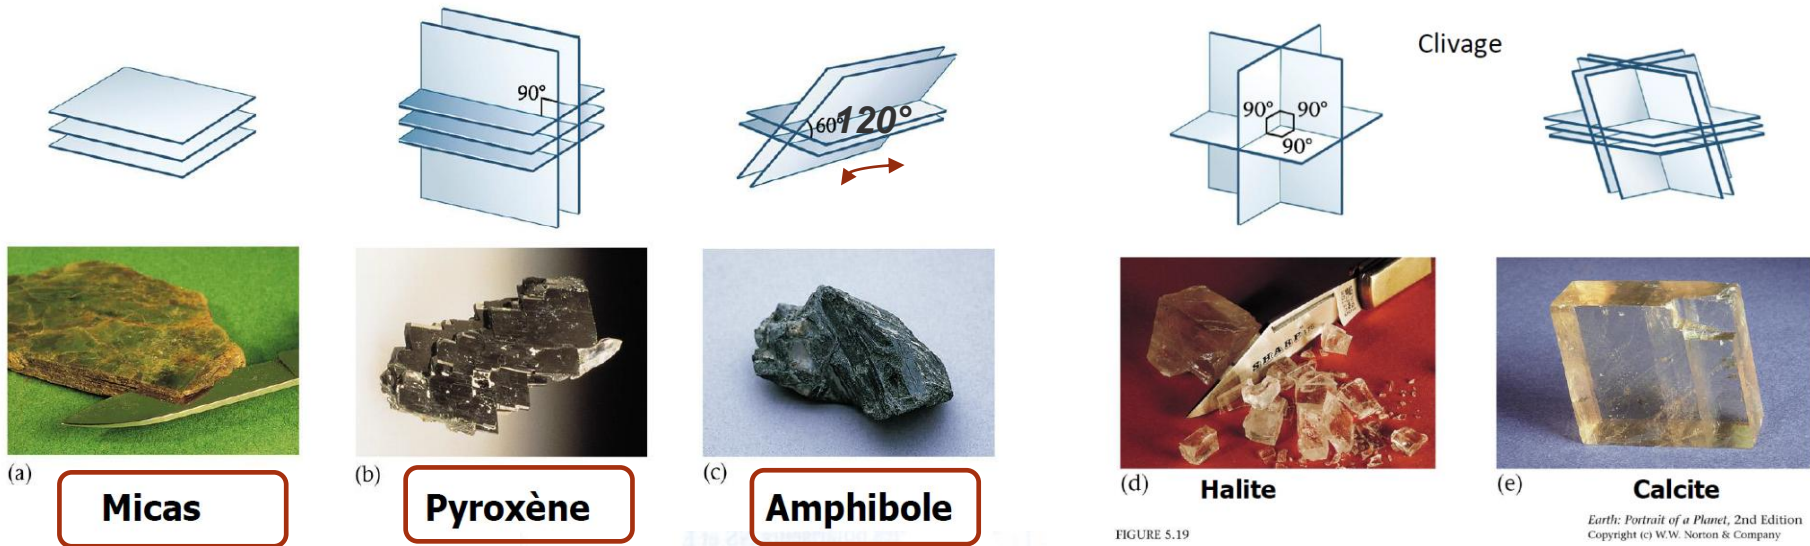 Clivage
90°
60°
120°
90°
90°
90°
SHARP
(a)
Micas
(b)
Pyroxène
(c)
Amphibole
(d)
Halite
(e)
Calcite
FIGURE 5.19
Earth: Portrait of a Planet, 2nd Edition
Copyright (c) W.W. Norton & Company